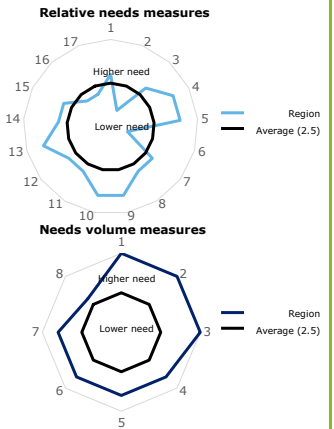 Relative needs measures
1
17
2
16
3
Higher need
15
4
14
Lower need
5
Region
Average (2.5)
13
6
12
7
11
8
10
9
Needs volume measures
1
8
Higher need
2
7
Lower need
3
Region
Average (2.5)
6
4
5